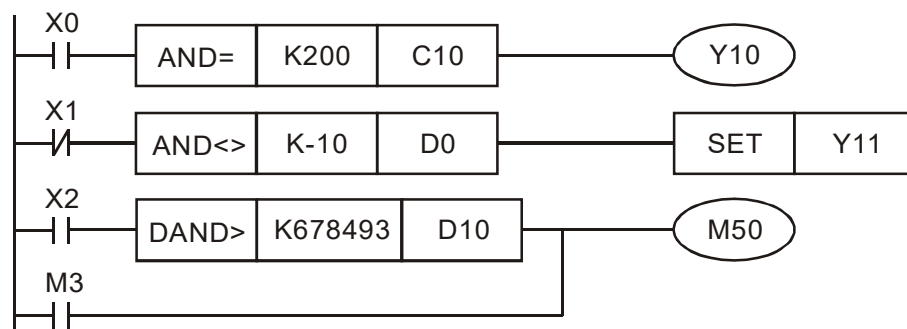 X0
AND= K200 C10 Y10
X1
AND<> K-10 D0 SET Y11
X2
DAND> K678493 D10 M50
M3